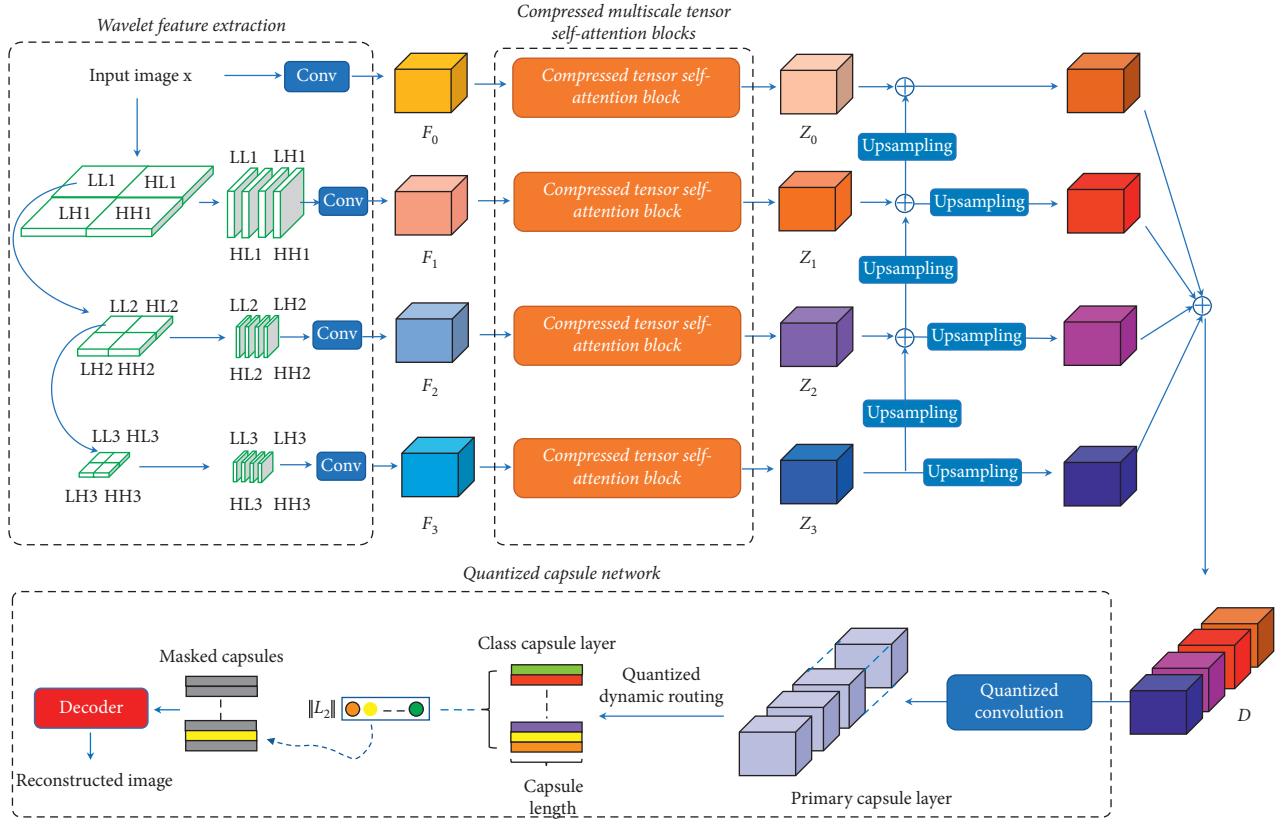 Wavelet feature extraction
Compressed multiscale tensor
self-attention blocks
Input image x
Conv
F0
Compressed tensor self-
attention block
Z0
Upsampling
LL1
HL1
LH1
HH1
LL1 LH1
HL1 HH1
Conv
F1
Compressed tensor self-
attention block
Z1
Upsampling
Upsampling
LL2 HL2
LH2 HH2
LL2 LH2
HL2 HH2
Conv
F2
Compressed tensor self-
attention block
Z2
Upsampling
Upsampling
LL3 HL3
LH3 HH3
LL3 LH3
HL3 HH3
Conv
F3
Compressed tensor self-
attention block
Z3
Upsampling
Quantized capsule network
Masked capsules
Decoder
Reconstructed image
‖L2‖
Class capsule layer
Capsule
length
Quantized
dynamic routing
Primary capsule layer
Quantized
convolution
D